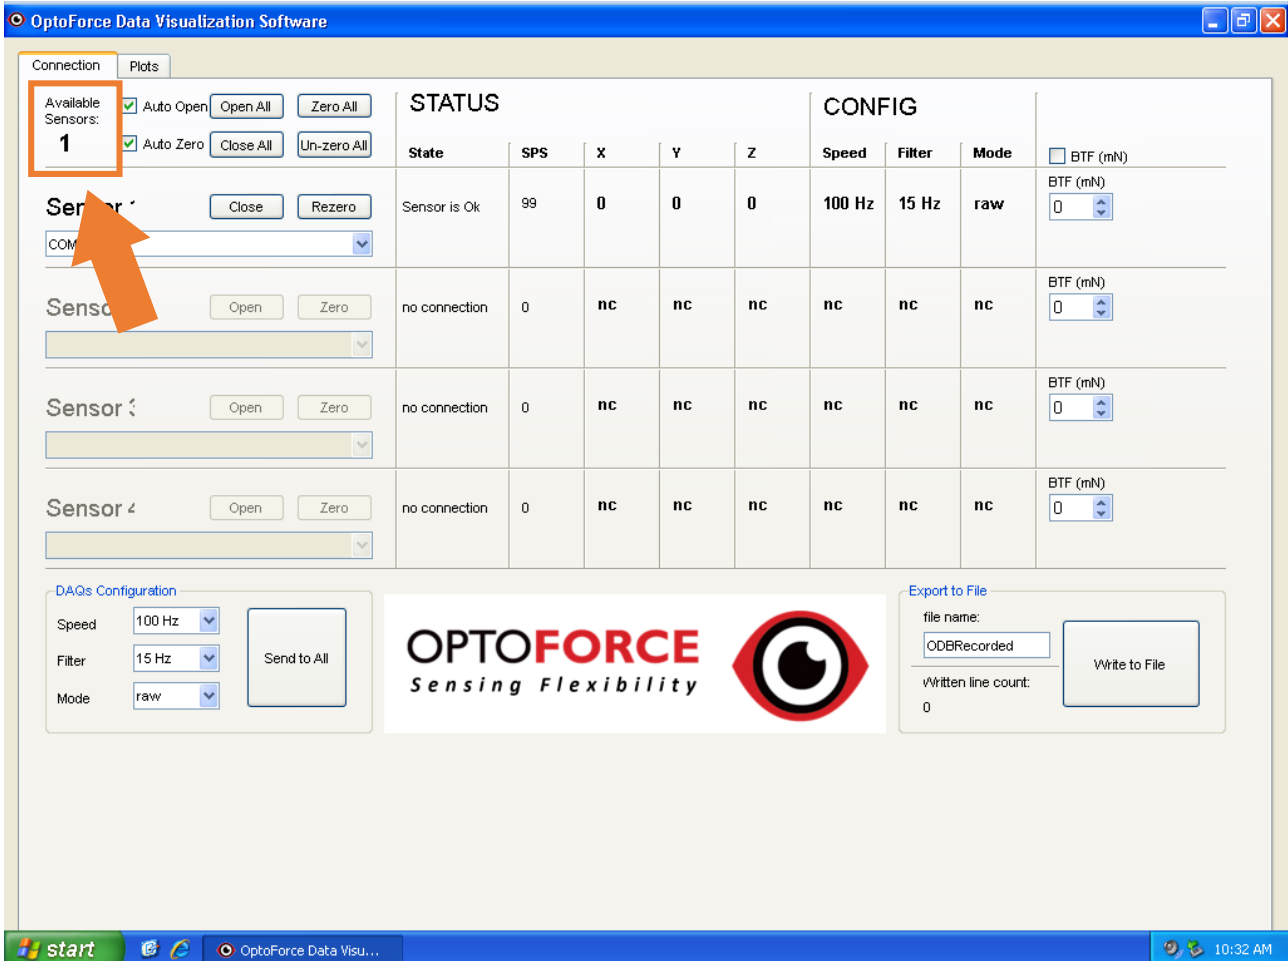 OptoForce Data Visualization Software
Connection Plots
Available Sensors: 1
Auto Open Open All Zero All
Auto Zero Close All Un-zero All
STATUS CONFIG
State SPS X Y Z Speed Filter Mode BTF (mN)
Sensor Close Rezero Sensor is Ok 99 0 0 0 100 Hz 15 Hz raw
BTF (mN)
0
COM
Open Zero no connection 0 nc nc nc nc nc nc
BTF (mN)
0
Sensor 3 Open Zero no connection 0 nc nc nc nc nc nc
BTF (mN)
0
Sensor 4 Open Zero no connection 0 nc nc nc nc nc nc
BTF (mN)
0
DAQs Configuration
Speed 100 Hz
Filter 15 Hz
Mode raw
Send to All
OPTOFORCE
Sensing Flexibility
Export to File
file name:
ODBRecorded
Written line count:
0
Write to File
start OptoForce Data Visu... 10:32 AM